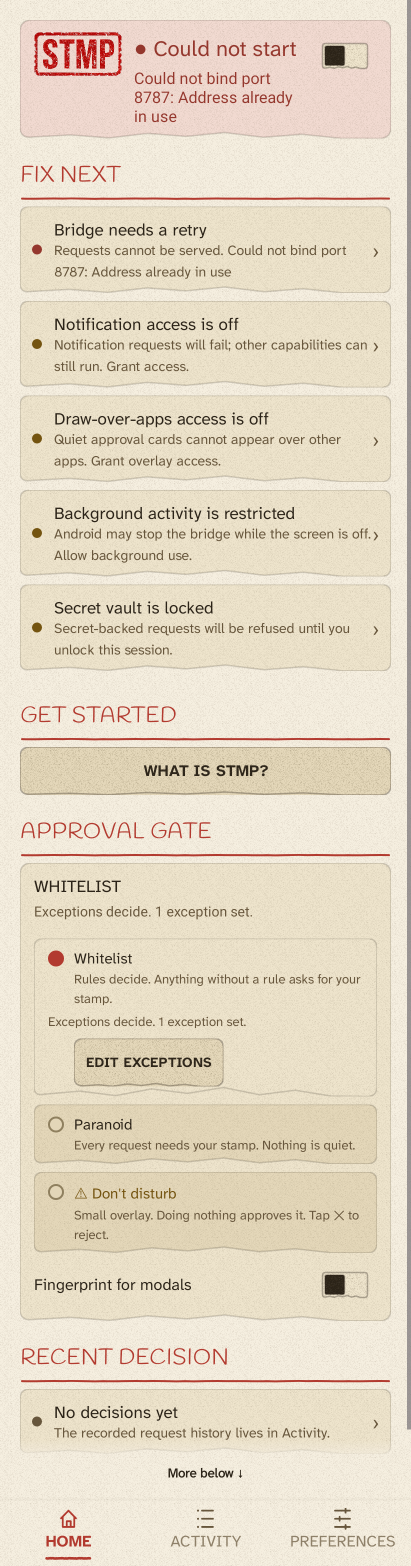 STMP
● Could not start
Could not bind port
8787: Address already
in use
FIX NEXT
Bridge needs a retry
Requests cannot be served. Could not bind port
8787: Address already in use
›
Notification access is off
Notification requests will fail; other capabilities can
still run. Grant access.
›
Draw-over-apps access is off
Quiet approval cards cannot appear over other
apps. Grant overlay access.
›
Background activity is restricted
Android may stop the bridge while the screen is off.
Allow background use.
›
Secret vault is locked
Secret-backed requests will be refused until you
unlock this session.
›
GET STARTED
WHAT IS STMP?
APPROVAL GATE
WHITELIST
Exceptions decide. 1 exception set.
Whitelist
Rules decide. Anything without a rule asks for your
stamp.
Exceptions decide. 1 exception set.
EDIT EXCEPTIONS
Paranoid
Every request needs your stamp. Nothing is quiet.
⚠ Don't disturb
Small overlay. Doing nothing approves it. Tap ✕ to
reject.
Fingerprint for modals
RECENT DECISION
No decisions yet
The recorded request history lives in Activity.
›
More below ↓
HOME
ACTIVITY
PREFERENCES